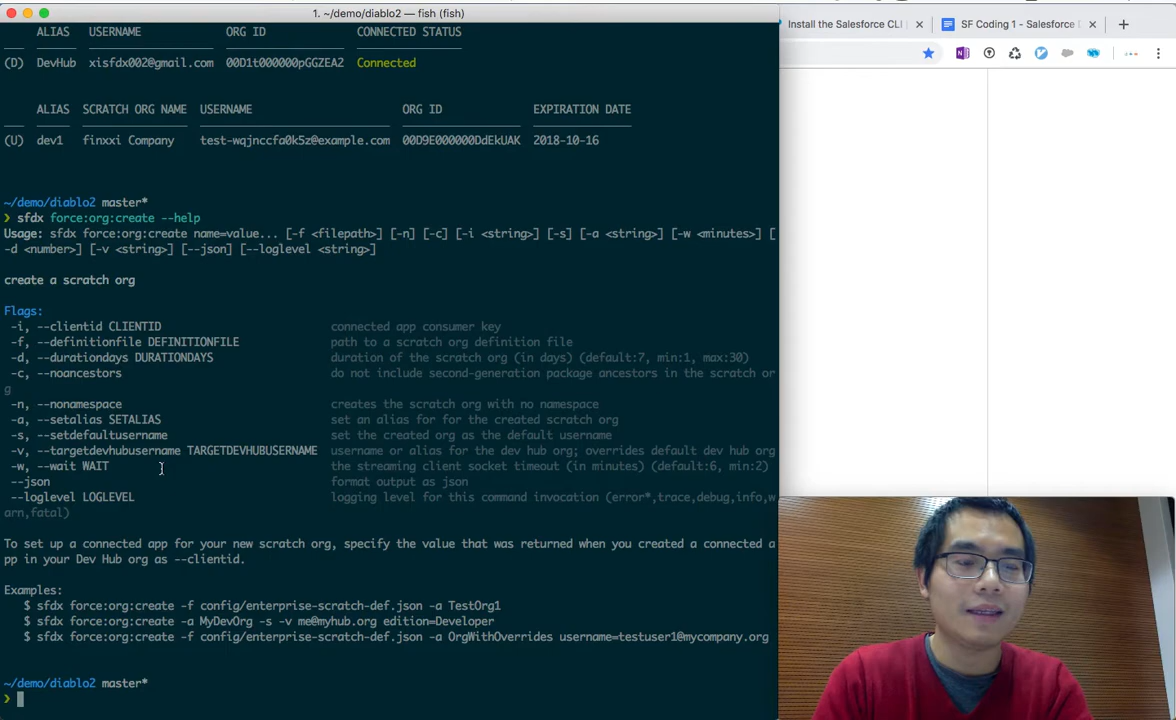 1. ~/demo/diablo2 — fish (fish)
Install the Salesforce CLI
SF Coding 1 - Salesforce D
ALIAS USERNAME ORG ID CONNECTED STATUS
(D) DevHub xisfdx002@gmail.com 00D1t000000pGGZEA2 Connected
ALIAS SCRATCH ORG NAME USERNAME ORG ID EXPIRATION DATE
(U) dev1 finxxi Company test-wqjnccfa0k5z@example.com 00D9E000000DdEkUAK 2018-10-16
~/demo/diablo2 master*
❯ sfdx force:org:create --help
Usage: sfdx force:org:create name=value... [-f <filepath>] [-n] [-c] [-i <string>] [-s] [-a <string>] [-w <minutes>] [
-d <number>] [-v <string>] [--json] [--loglevel <string>]
create a scratch org
Flags:
-i, --clientid CLIENTID connected app consumer key
-f, --definitionfile DEFINITIONFILE path to a scratch org definition file
-d, --durationdays DURATIONDAYS duration of the scratch org (in days) (default:7, min:1, max:30)
-c, --noancestors do not include second-generation package ancestors in the scratch or
g
-n, --nonamespace creates the scratch org with no namespace
-a, --setalias SETALIAS set an alias for for the created scratch org
-s, --setdefaultusername set the created org as the default username
-v, --targetdevhubusername TARGETDEVHUBUSERNAME username or alias for the dev hub org; overrides default dev hub org
-w, --wait WAIT the streaming client socket timeout (in minutes) (default:6, min:2)
--json format output as json
--loglevel LOGLEVEL logging level for this command invocation (error*,trace,debug,info,w
arn,fatal)
To set up a connected app for your new scratch org, specify the value that was returned when you created a connected a
pp in your Dev Hub org as --clientid.
Examples:
$ sfdx force:org:create -f config/enterprise-scratch-def.json -a TestOrg1
$ sfdx force:org:create -a MyDevOrg -s -v me@myhub.org edition=Developer
$ sfdx force:org:create -f config/enterprise-scratch-def.json -a OrgWithOverrides username=testuser1@mycompany.org
~/demo/diablo2 master*
❯